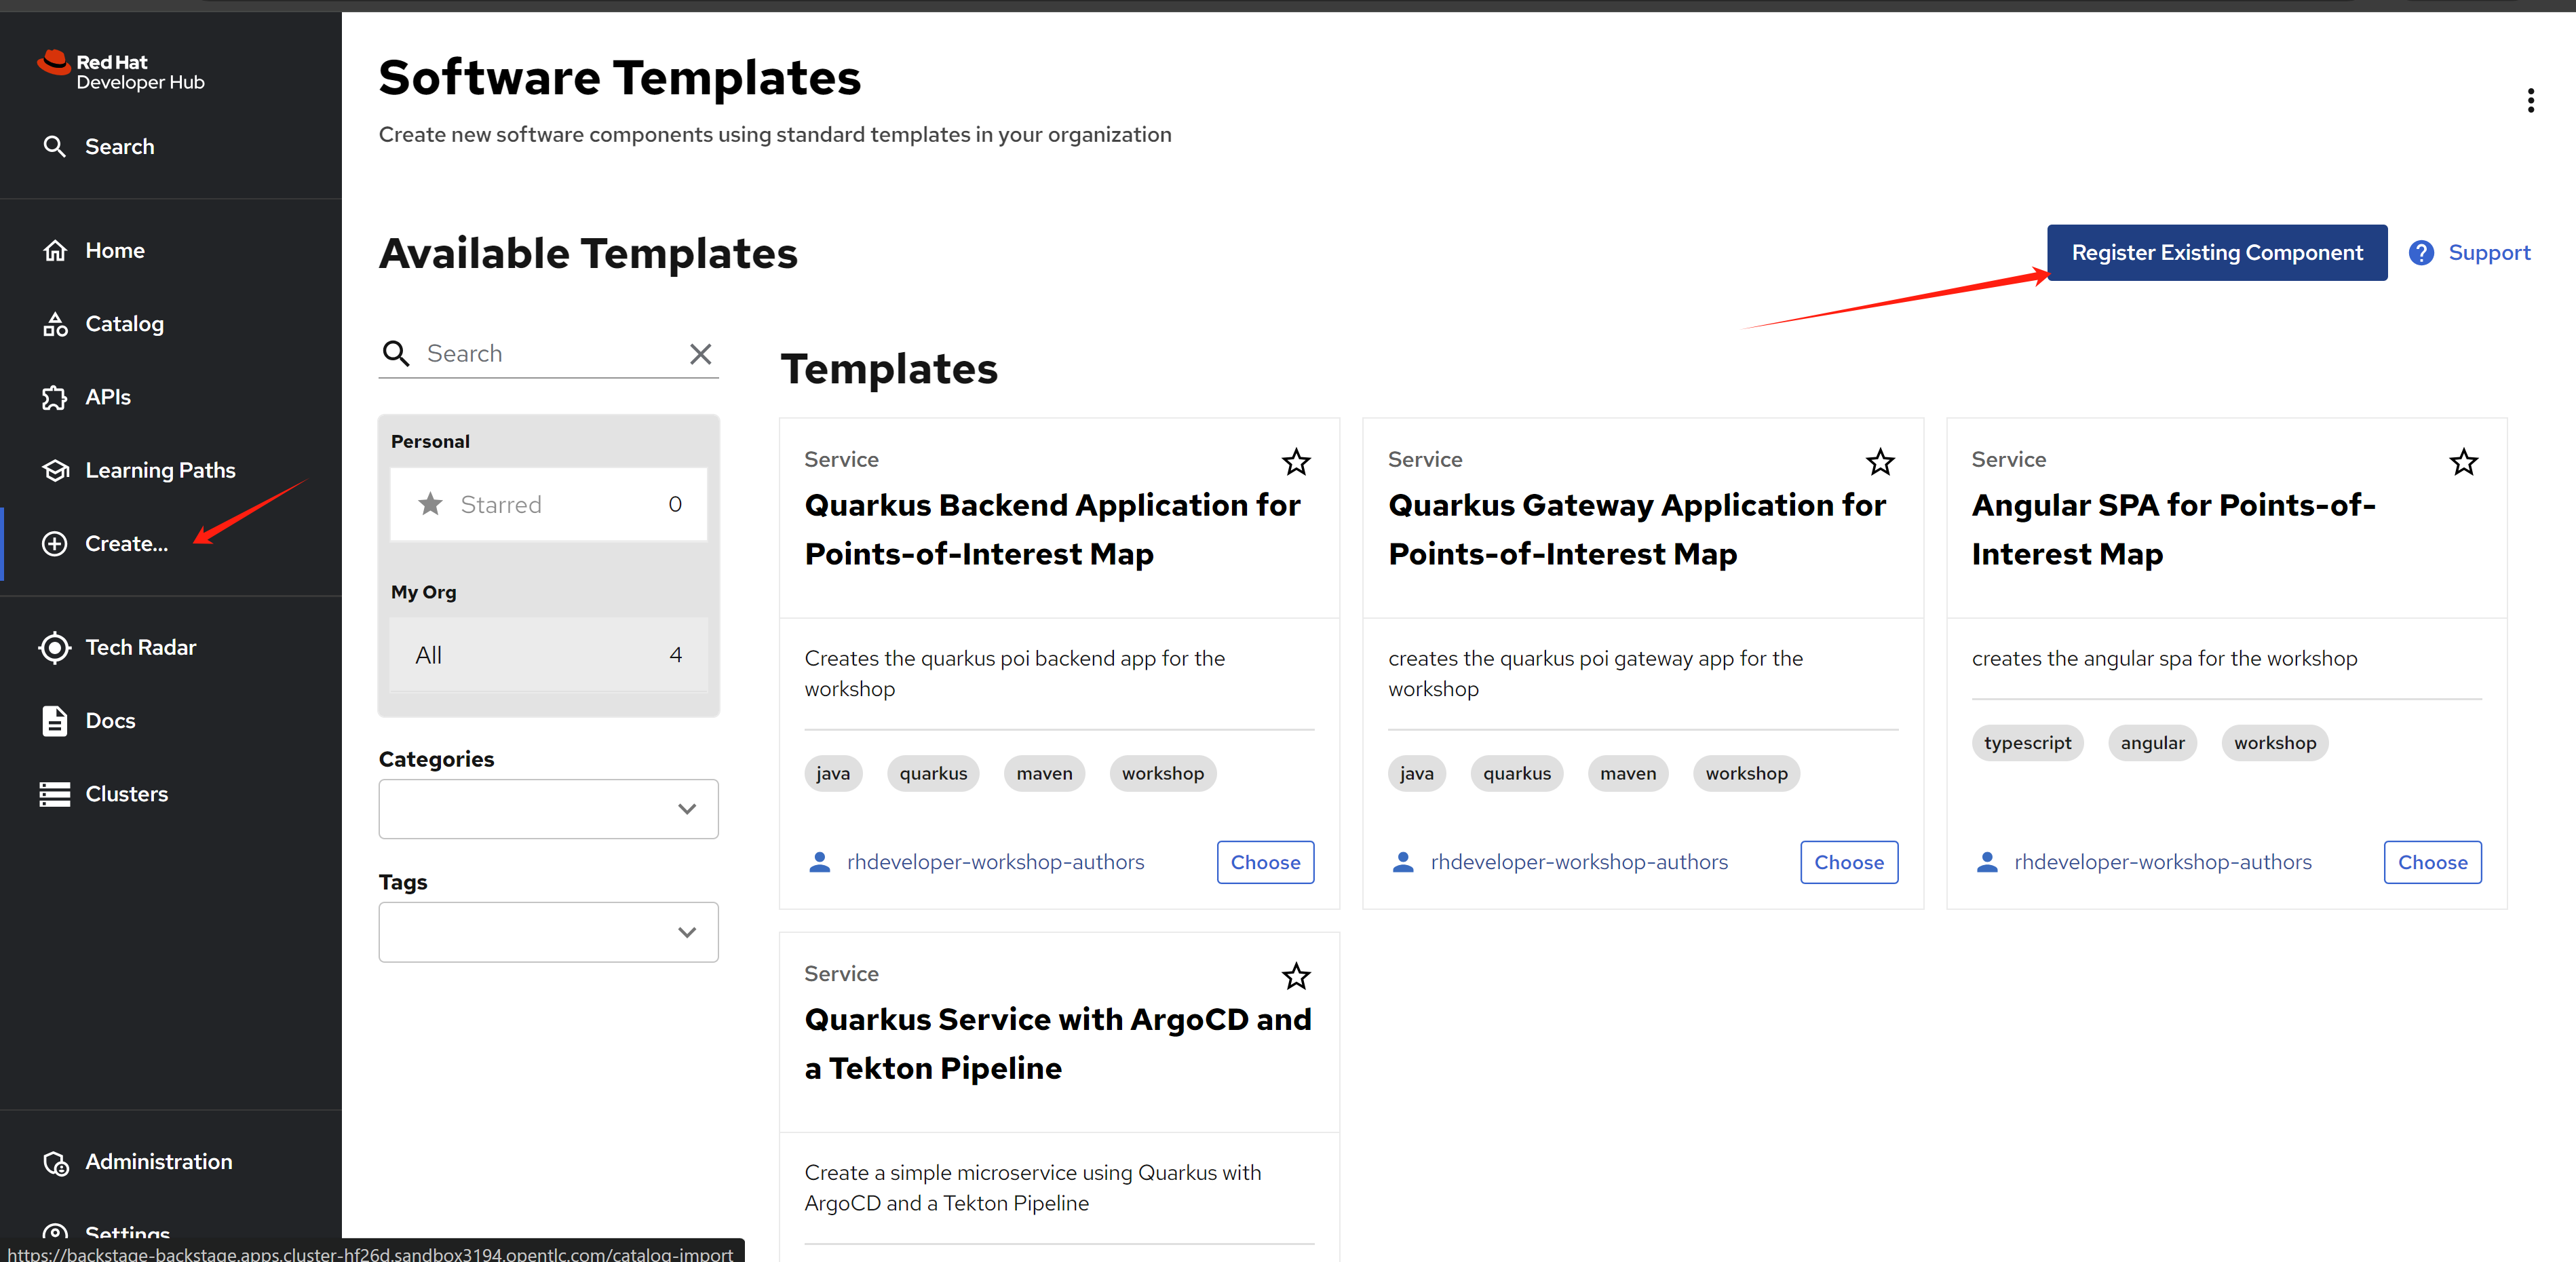 Red Hat
Developer Hub
Search
Home
Catalog
APIs
Learning Paths
Create...
Tech Radar
Docs
Clusters
Administration
Settings
https://backstage-backstage.apps.cluster-hf26d.sandbox3194.opentlc.com/catalog-import
Software Templates
Create new software components using standard templates in your organization
Available Templates
Register Existing Component
? Support
Search
Personal
Starred 0
My Org
All 4
Categories
Tags
Templates
Service
Quarkus Backend Application for
Points-of-Interest Map
Creates the quarkus poi backend app for the
workshop
java quarkus maven workshop
rhdeveloper-workshop-authors Choose
Service
Quarkus Gateway Application for
Points-of-Interest Map
creates the quarkus poi gateway app for the
workshop
java quarkus maven workshop
rhdeveloper-workshop-authors Choose
Service
Angular SPA for Points-of-
Interest Map
creates the angular spa for the workshop
typescript angular workshop
rhdeveloper-workshop-authors Choose
Service
Quarkus Service with ArgoCD and
a Tekton Pipeline
Create a simple microservice using Quarkus with
ArgoCD and a Tekton Pipeline